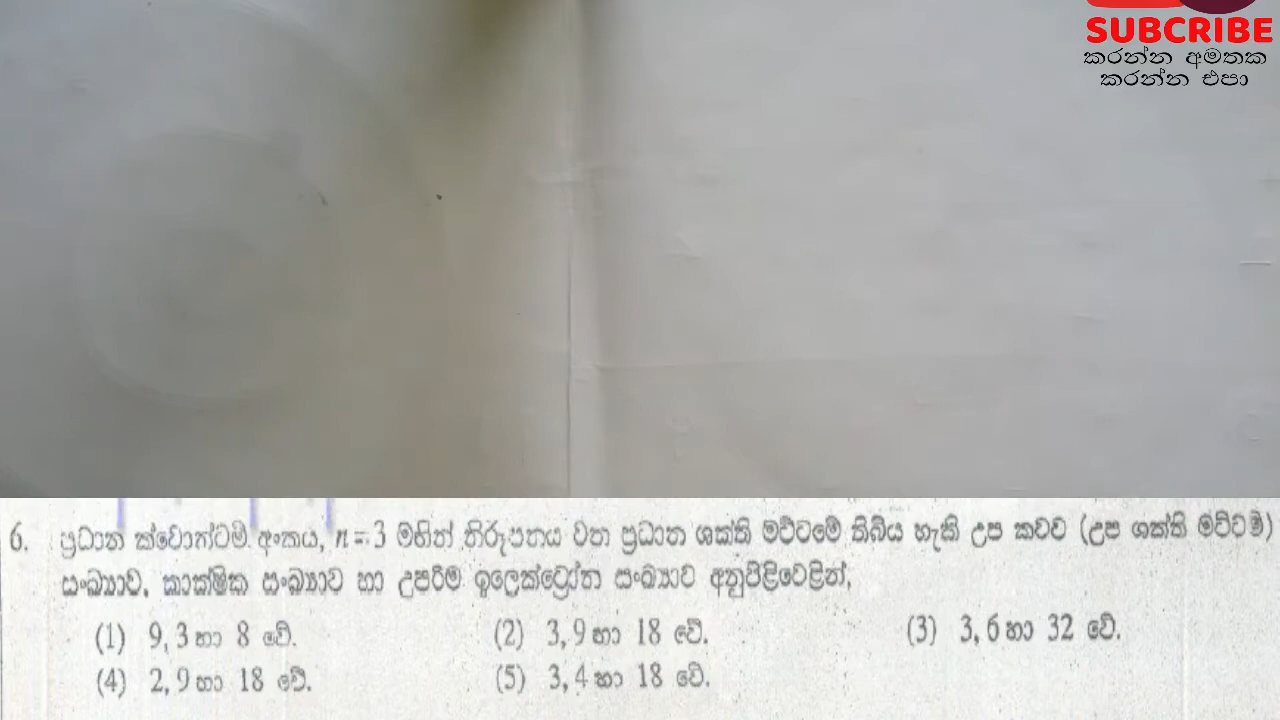 SUBCRIBE
කරන්න අමතක
කරන්න එපා
6. ප්‍රධාන ක්වොන්ටම් අංකය, n = 3 මඟින් නිරූපනය වන ප්‍රධාන ශක්ති මට්ටමේ තිබිය හැකි උප කවච (උප ශක්ති මට්ටම්)
සංඛ්‍යාව, කාක්ෂික සංඛ්‍යාව හා උපරිම ඉලෙක්ට්‍රෝන සංඛ්‍යාව අනුපිළිවෙළින්,
(1) 9, 3 හා 8 වේ. (2) 3, 9 හා 18 වේ. (3) 3, 6 හා 32 වේ.
(4) 2, 9 හා 18 වේ. (5) 3, 4 හා 18 වේ.